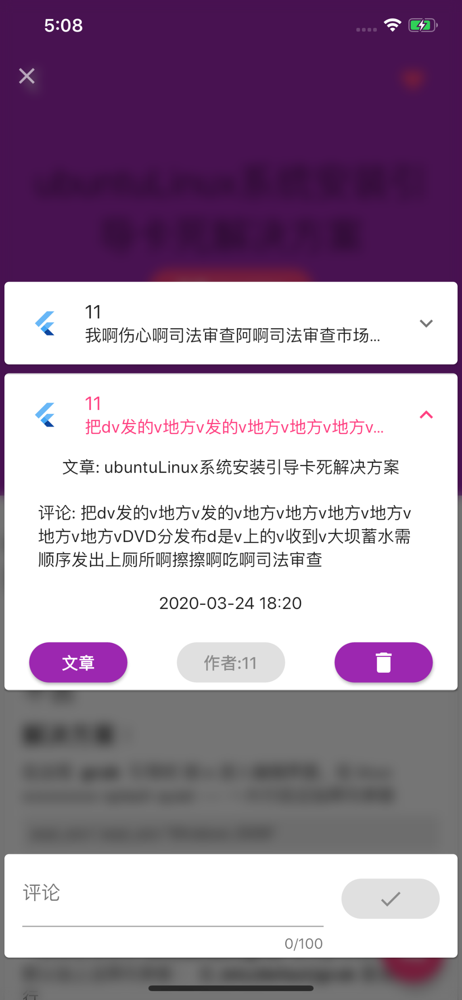 5:08
11
我啊伤心啊司法审查阿啊司法审查市场...
11
把dv发的v地方v发的v地方v地方v地方v...
文章: ubuntuLinux系统安装引导卡死解决方案
评论: 把dv发的v地方v发的v地方v地方v地方v地方v
地方v地方vDVD分发布d是v上的v收到v大坝蓄水需
顺序发出上厕所啊擦擦啊吃啊司法审查
2020-03-24 18:20
文章
作者:11
评论
0/100
行